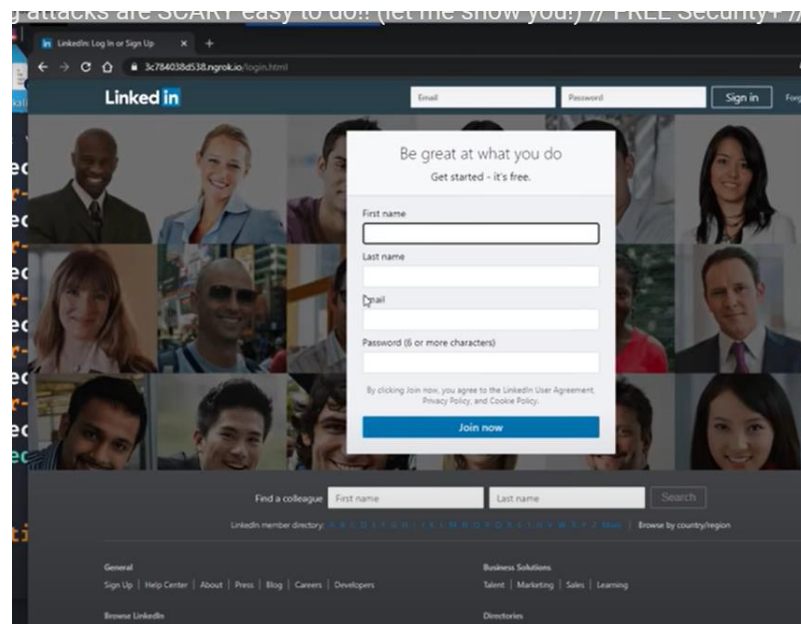 attacks are SCARY easy to do!! (let me show you!) // FREE Security+ //
LinkedIn: Log In or Sign Up
3c784038d538.ngrok.io/login.html
Linked in
Email
Password
Sign in
Be great at what you do
Get started - it's free.
First name
Last name
Password (6 or more characters)
By clicking Join now, you agree to the LinkedIn User Agreement,
Privacy Policy, and Cookie Policy.
Join now
Find a colleague First name Last name Search
LinkedIn member directory: More | Browse by country/region
General Business Solutions
Sign Up | Help Center | About | Press | Blog | Careers | Developers Talent | Marketing | Sales | Learning
Browse LinkedIn Directories